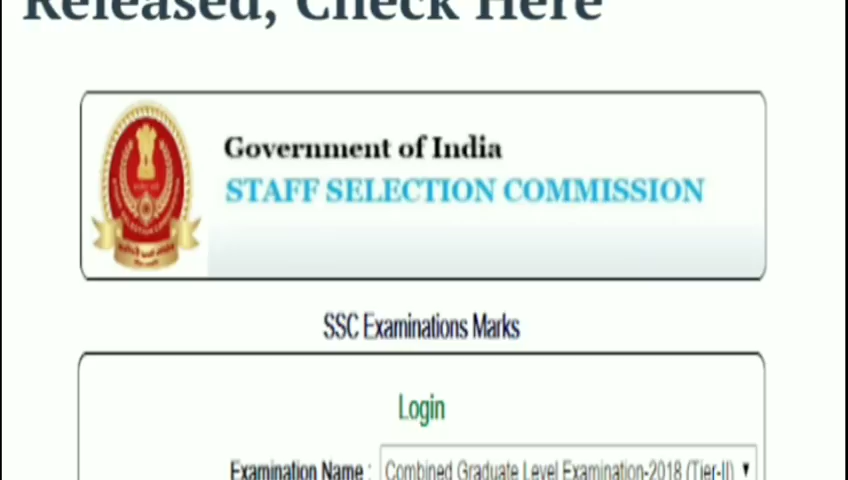 Released, Check Here
Government of India
STAFF SELECTION COMMISSION
SSC Examinations Marks
Login
Examination Name : Combined Graduate Level Examination-2018 (Tier-II)